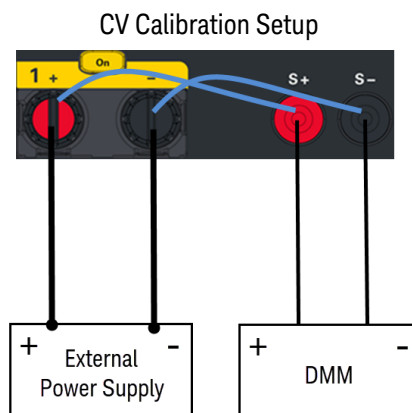 CV Calibration Setup
On
1 + -
S+ S-
+ - + -
External
Power Supply
DMM